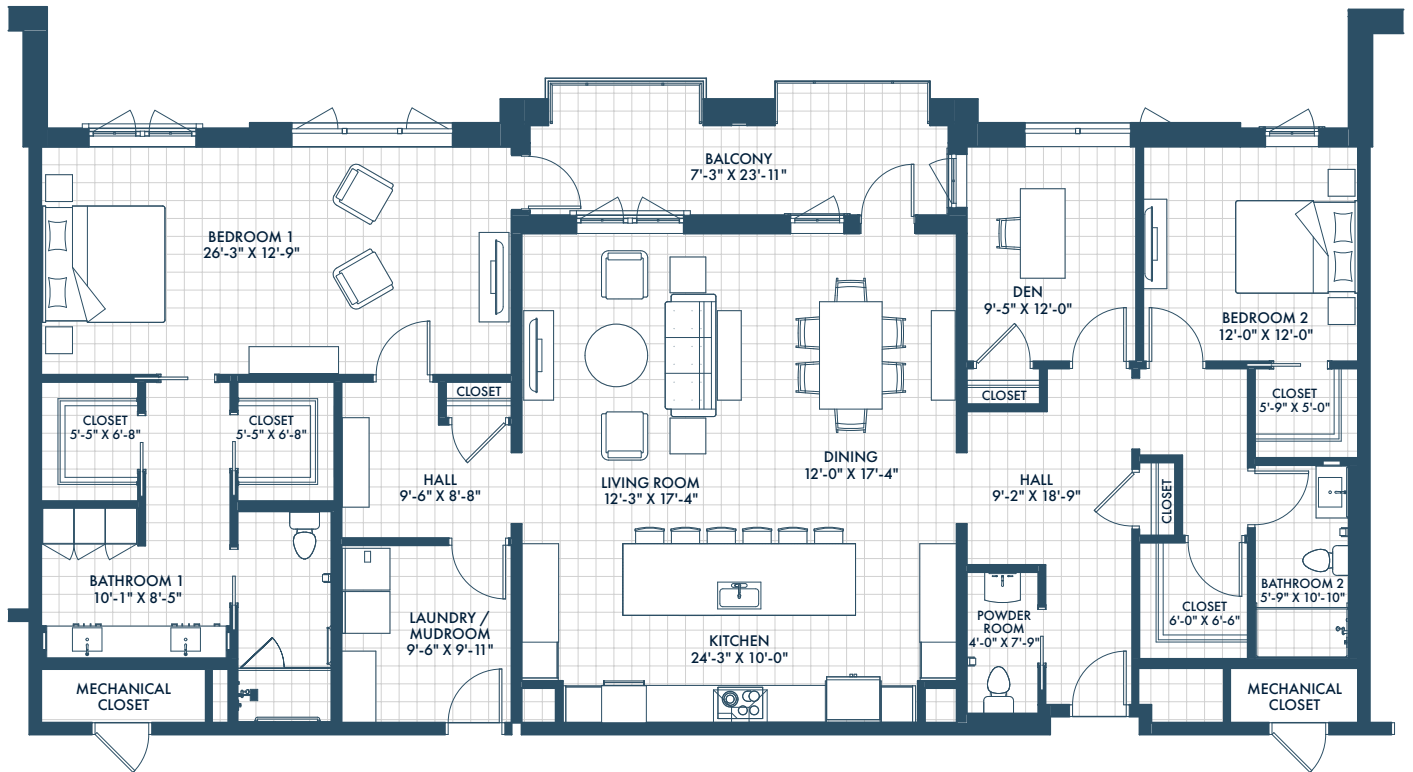 BALCONY
7'-3" X 23'-11"
BEDROOM 1
26'-3" X 12'-9"
DEN
9'-5" X 12'-0"
BEDROOM 2
12'-0" X 12'-0"
CLOSET
CLOSET
CLOSET
5'-5" X 6'-8"
CLOSET
5'-5" X 6'-8"
CLOSET
5'-9" X 5'-0"
HALL
9'-6" X 8'-8"
LIVING ROOM
12'-3" X 17'-4"
DINING
12'-0" X 17'-4"
HALL
9'-2" X 18'-9"
CLOSET
BATHROOM 1
10'-1" X 8'-5"
LAUNDRY /
MUDROOM
9'-6" X 9'-11"
KITCHEN
24'-3" X 10'-0"
POWDER
ROOM
4'-0" X 7'-9"
CLOSET
6'-0" X 6'-6"
BATHROOM 2
5'-9" X 10'-10"
MECHANICAL
CLOSET
MECHANICAL
CLOSET